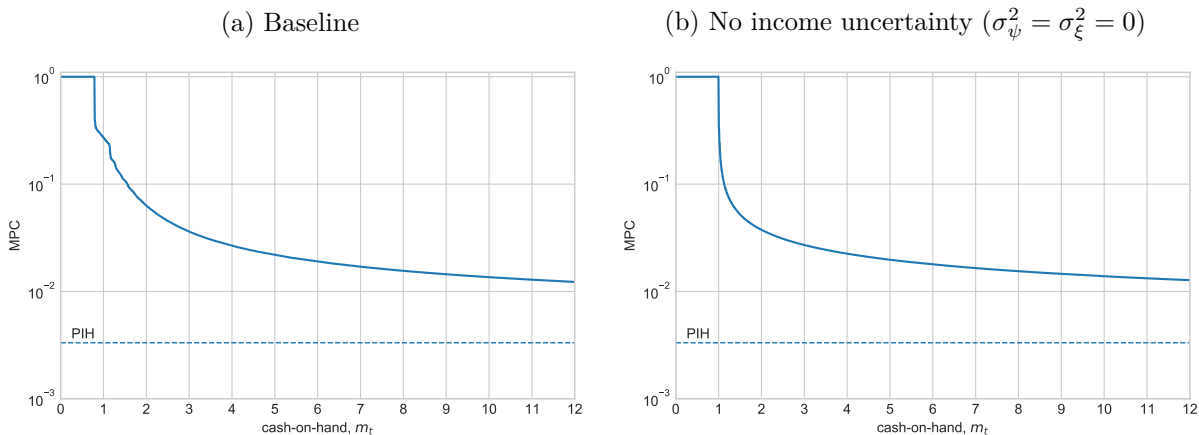 (a) Baseline
10⁰
10⁻¹
10⁻²
10⁻³
MPC
PIH
0 1 2 3 4 5 6 7 8 9 10 11 12
cash-on-hand, mₜ
(b) No income uncertainty (σ²_ψ = σ²_ξ = 0)
10⁰
10⁻¹
10⁻²
10⁻³
MPC
PIH
0 1 2 3 4 5 6 7 8 9 10 11 12
cash-on-hand, mₜ